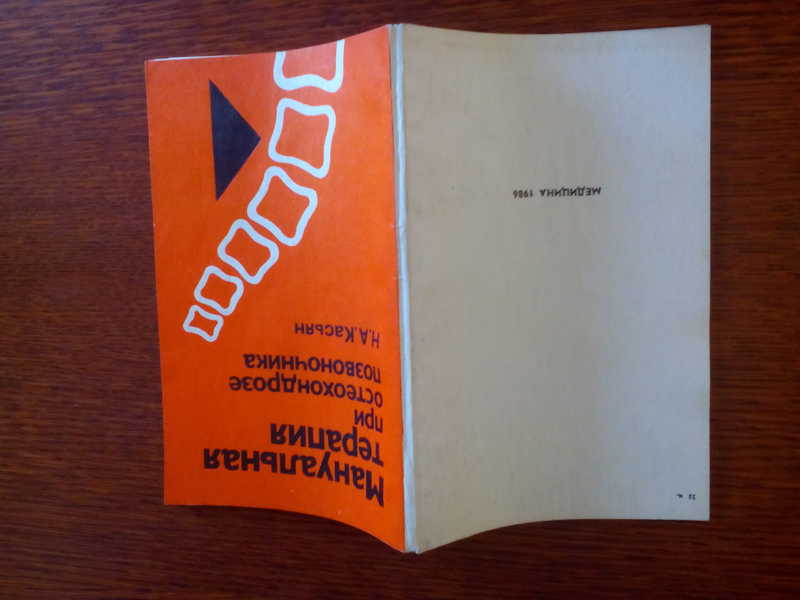 Мануальная
терапия
при
остеохондрозе
позвоночника
Н.А.Касьян
МЕДИЦИНА 1986